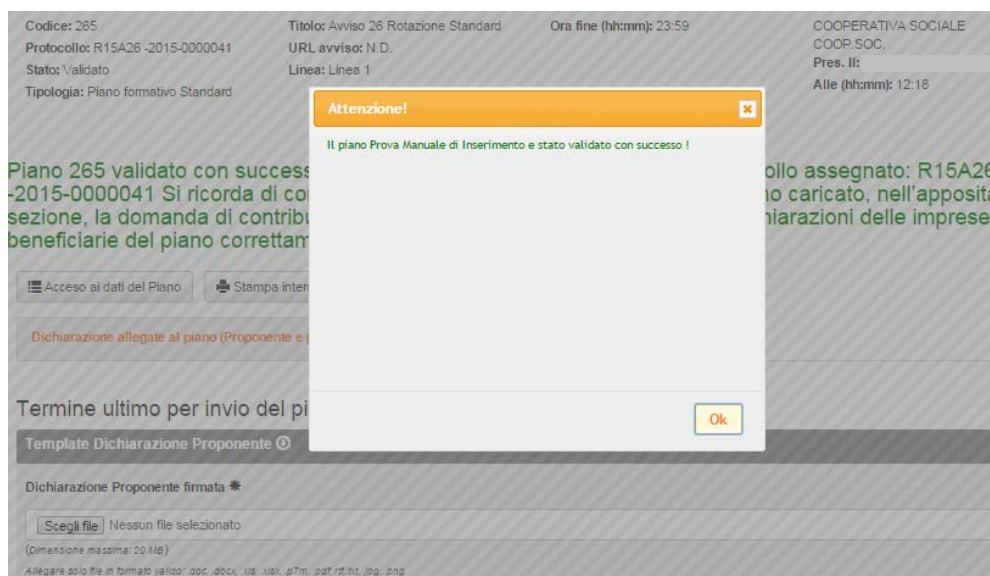 Codice: 265
Titolo: Avviso 26 Rotazione Standard
Ora fine (hh:mm): 23:59
COOPERATIVA SOCIALE
Protocollo: R15A26 -2015-0000041
URL avviso: N.D.
COOP.SOC.
Stato: Validato
Linea: Linea 1
Pres. Il:
Tipologia: Piano formativo Standard
Alle (hh:mm): 12:18
Attenzione!
Il piano Prova Manuale di Inserimento e stato validato con successo !
Piano 265 validato con success ollo assegnato: R15A26
-2015-0000041 Si ricorda di co no caricato, nell'apposita
sezione, la domanda di contribu hiarazioni delle imprese
beneficiarie del piano correttam
Acceso ai dati del Piano
Stampa inter
Dichiarazione allegate al piano (Proponente e
Termine ultimo per invio del pi
Ok
Template Dichiarazione Proponente
Dichiarazione Proponente firmata *
Scegli file Nessun file selezionato
(Dimensione massima: 20 MB)
Allegare solo file in formato valido: .doc, .docx, .xls, .xlsx, .p7m, .pdf,.rtf,.txt, .jpg, .png